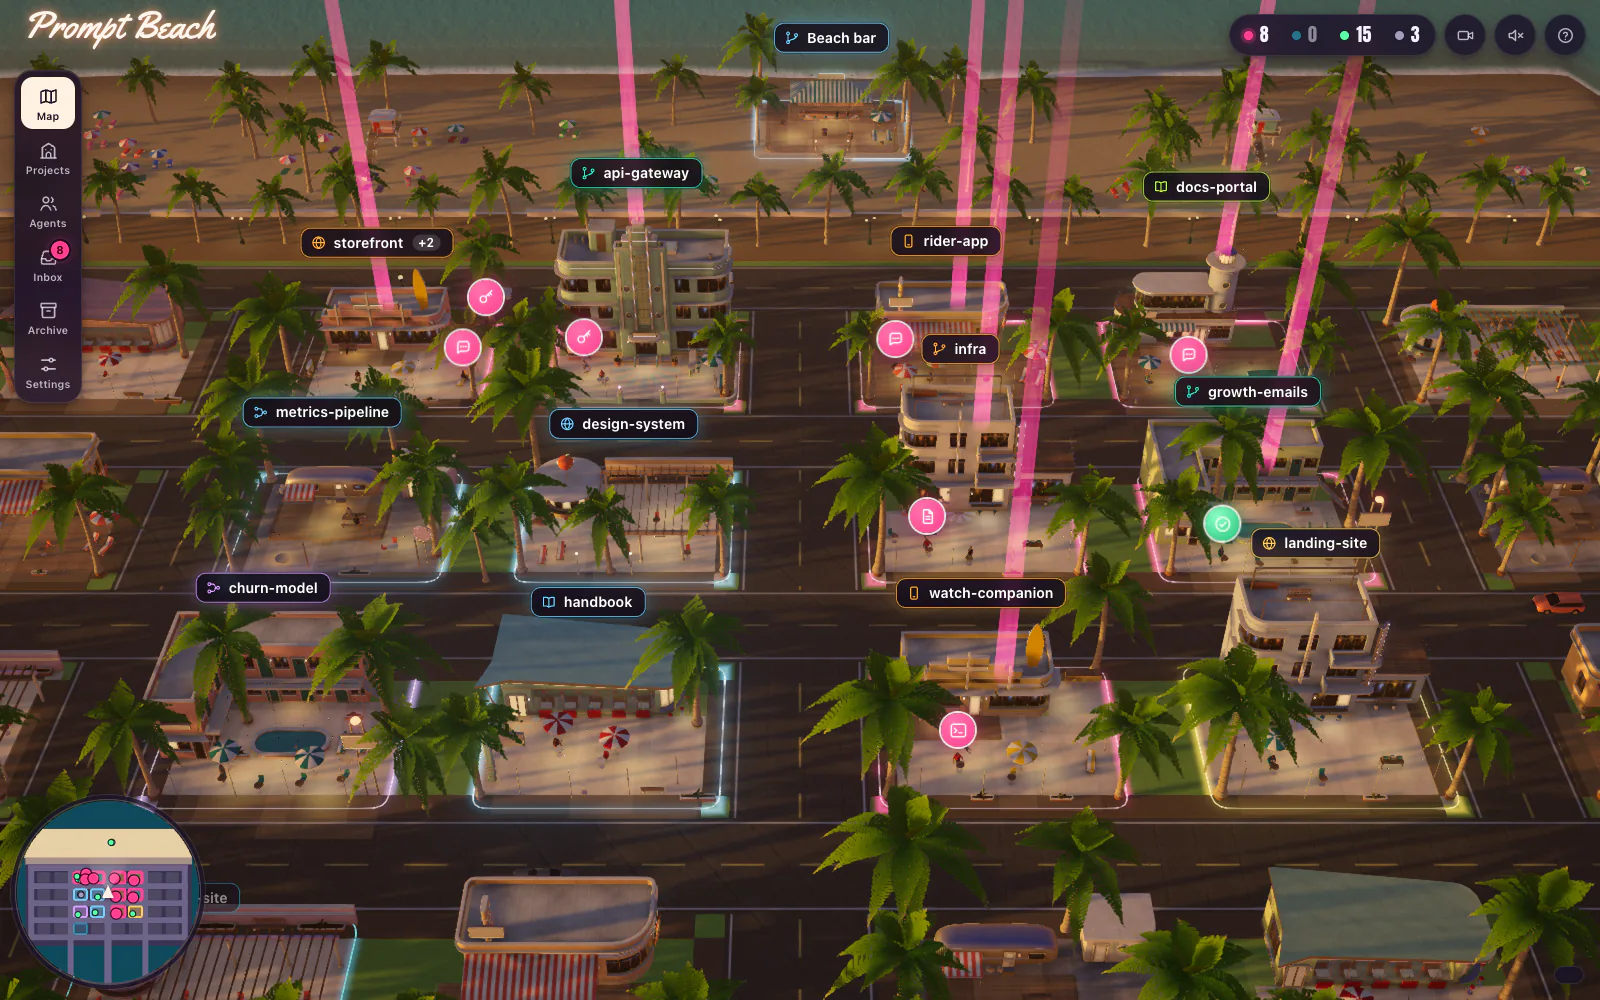 Prompt Beach
Beach bar
8
0
15
3
Map
Projects
Agents
8
Inbox
Archive
Settings
api-gateway
docs-portal
storefront +2
rider-app
infra
growth-emails
metrics-pipeline
design-system
landing-site
churn-model
handbook
watch-companion
site